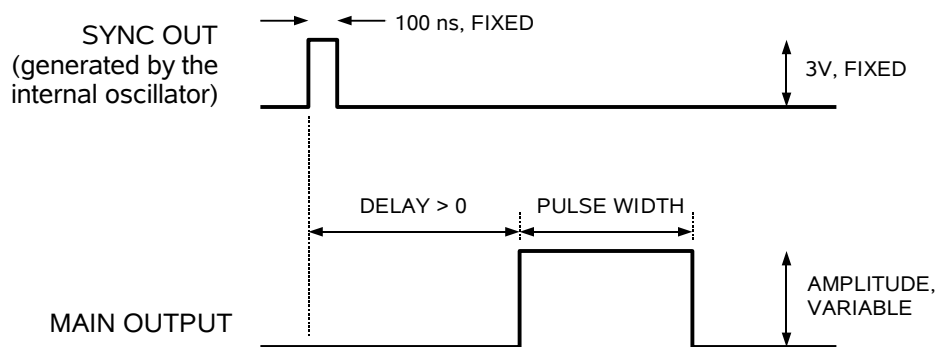 100 ns, FIXED
SYNC OUT
(generated by the
internal oscillator)
3V, FIXED
DELAY > 0
PULSE WIDTH
AMPLITUDE,
VARIABLE
MAIN OUTPUT